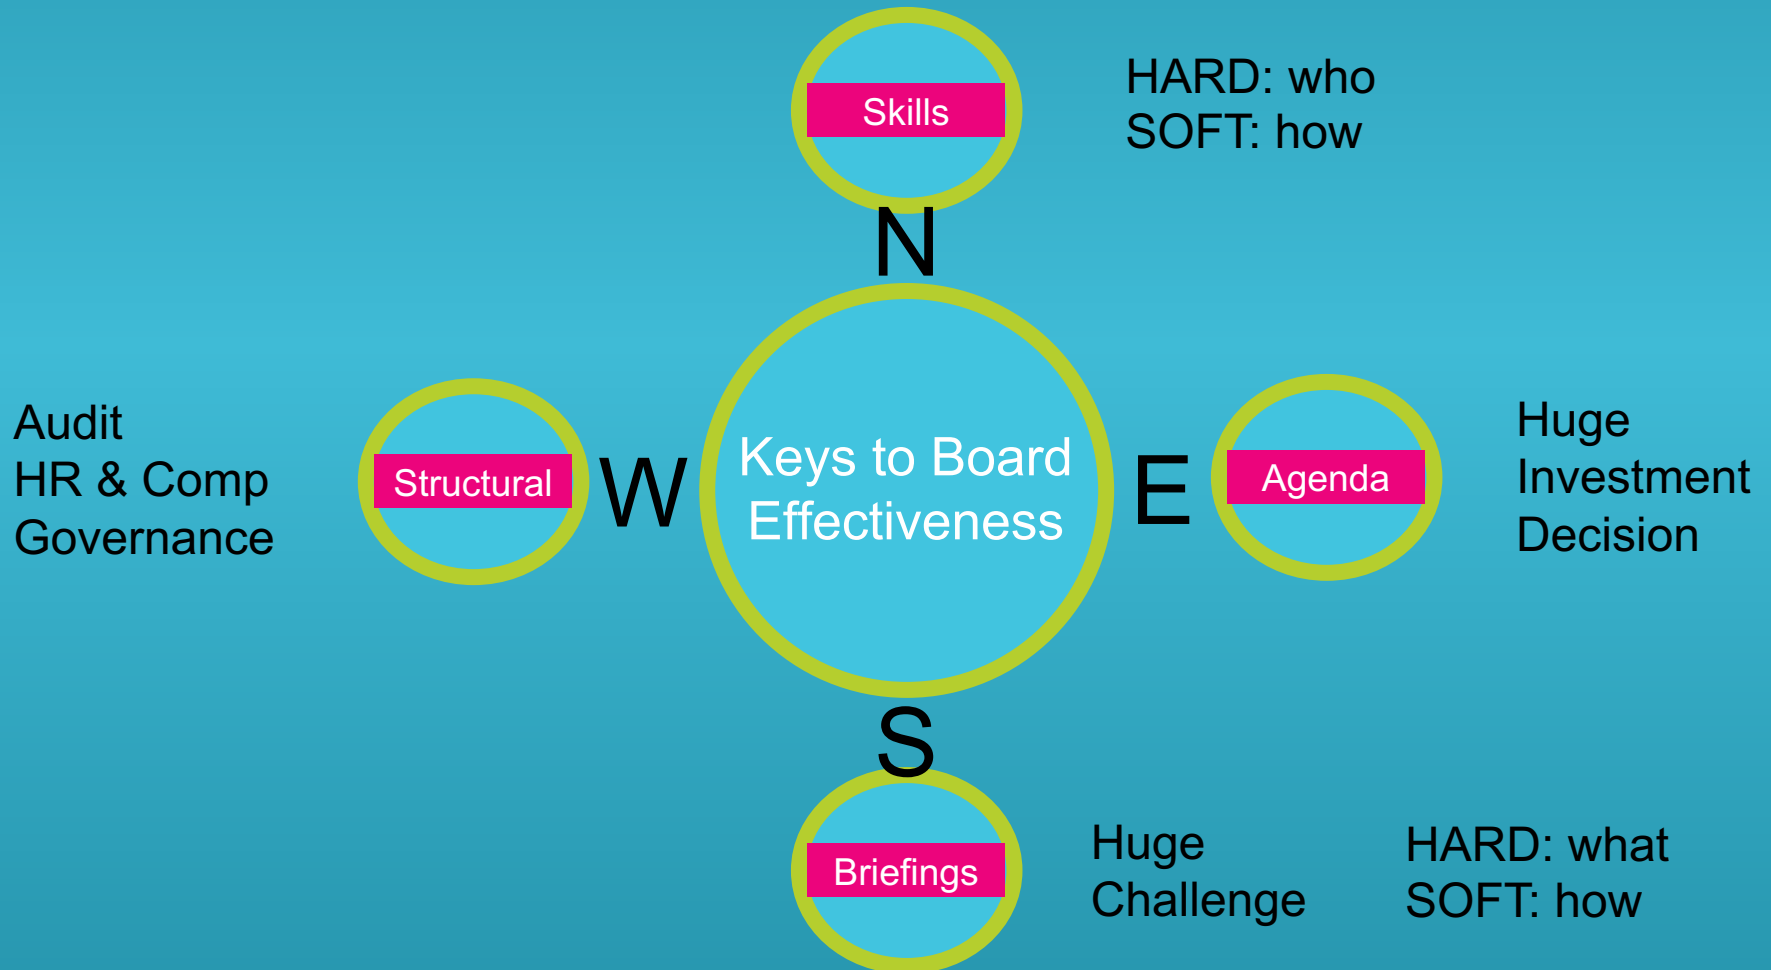 Skills
HARD: who
SOFT: how
N
Audit
HR & Comp
Governance
Structural
W
Keys to Board
Effectiveness
E
Agenda
Huge
Investment
Decision
S
Briefings
Huge
Challenge
HARD: what
SOFT: how